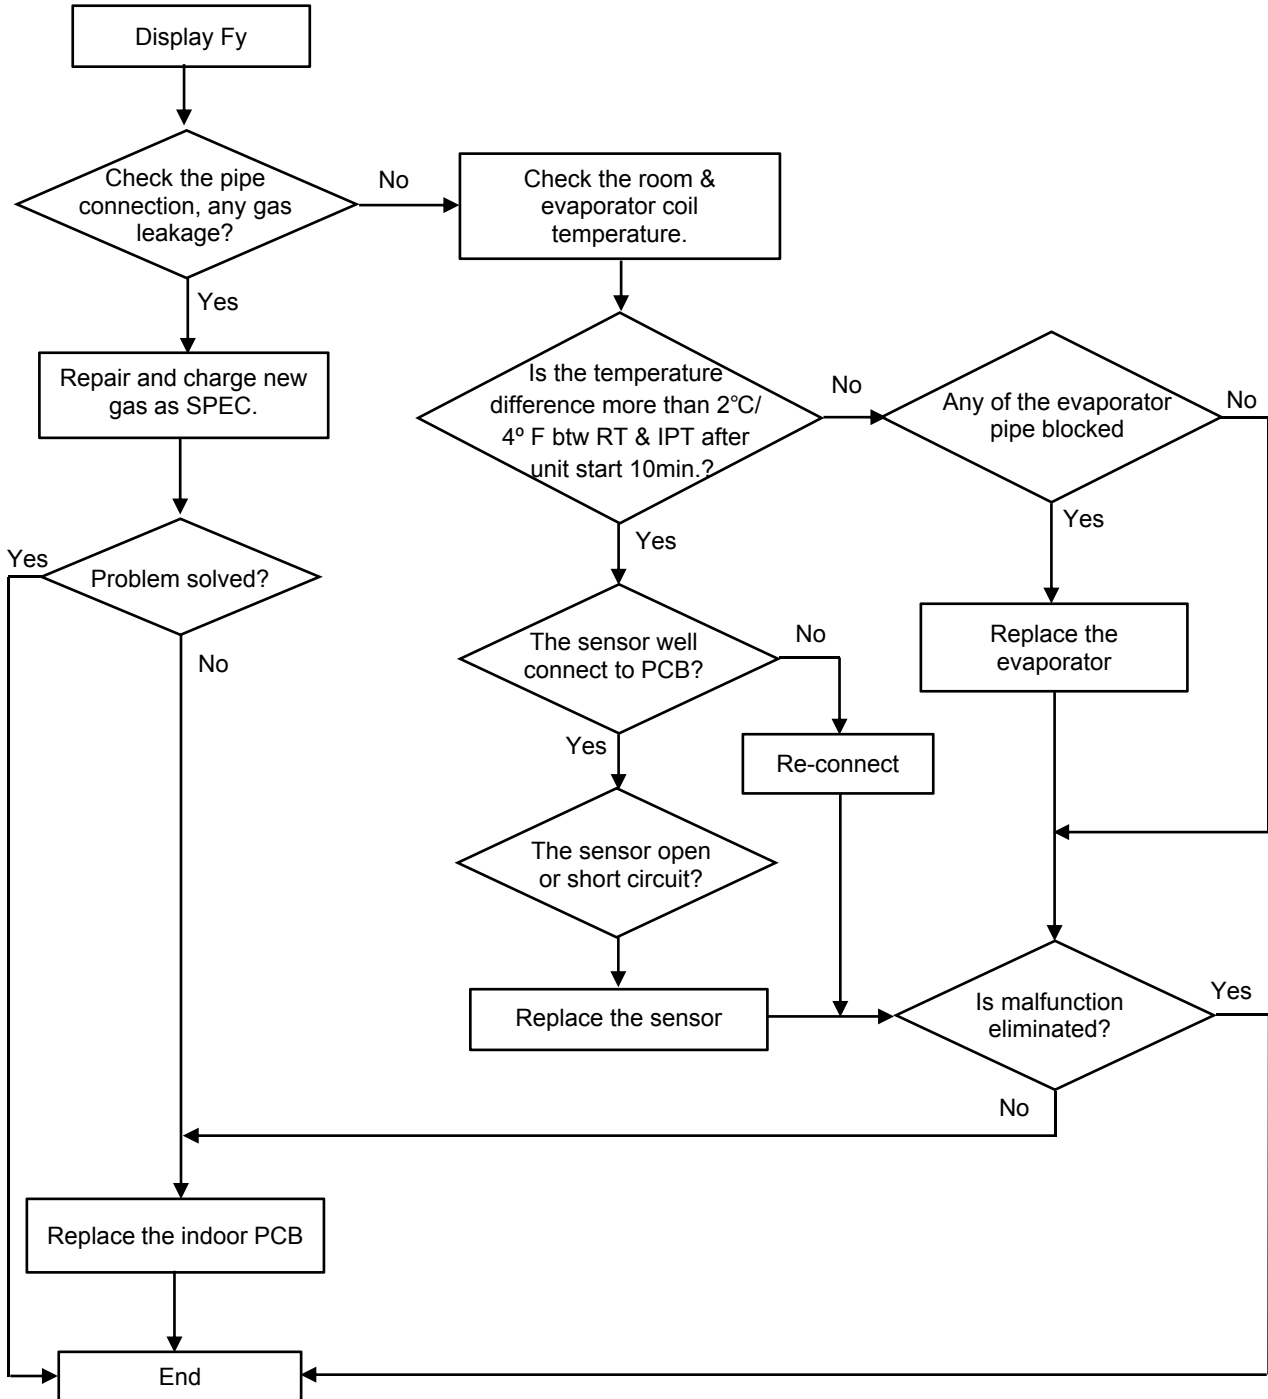 Display Fy
Check the pipe
connection, any gas
leakage?
No
Check the room &
evaporator coil
temperature.
Yes
Repair and charge new
gas as SPEC.
Is the temperature
difference more than 2℃/
4º F btw RT & IPT after
unit start 10min.?
No
Any of the evaporator
pipe blocked
No
Yes
Yes
Yes
Problem solved?
No
The sensor well
connect to PCB?
No
Replace the
evaporator
Yes
Re-connect
The sensor open
or short circuit?
Replace the sensor
Is malfunction
eliminated?
Yes
No
Replace the indoor PCB
End